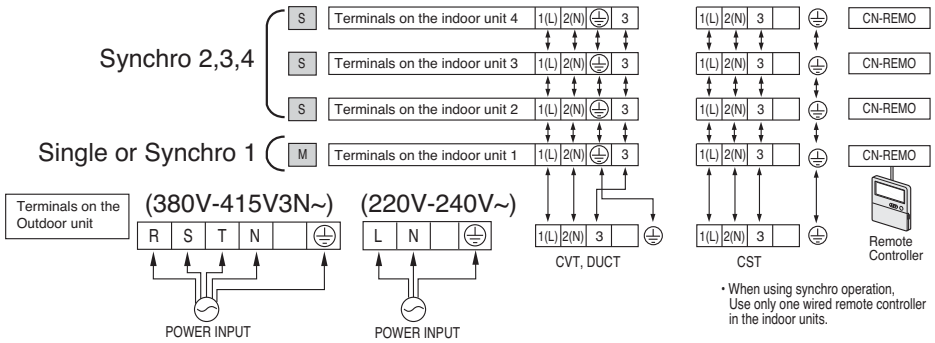 S Terminals on the indoor unit 4 1(L) 2(N) 3 1(L) 2(N) 3 CN-REMO
Synchro 2,3,4
S Terminals on the indoor unit 3 1(L) 2(N) 3 1(L) 2(N) 3 CN-REMO
S Terminals on the indoor unit 2 1(L) 2(N) 3 1(L) 2(N) 3 CN-REMO
Single or Synchro 1 M Terminals on the indoor unit 1 1(L) 2(N) 3 1(L) 2(N) 3 CN-REMO
Terminals on the
Outdoor unit
(380V-415V3N~) (220V-240V~)
R S T N L N 1(L) 2(N) 3 1(L) 2(N) 3
CVT, DUCT CST
Remote
Controller
POWER INPUT POWER INPUT
• When using synchro operation,
Use only one wired remote controller
in the indoor units.